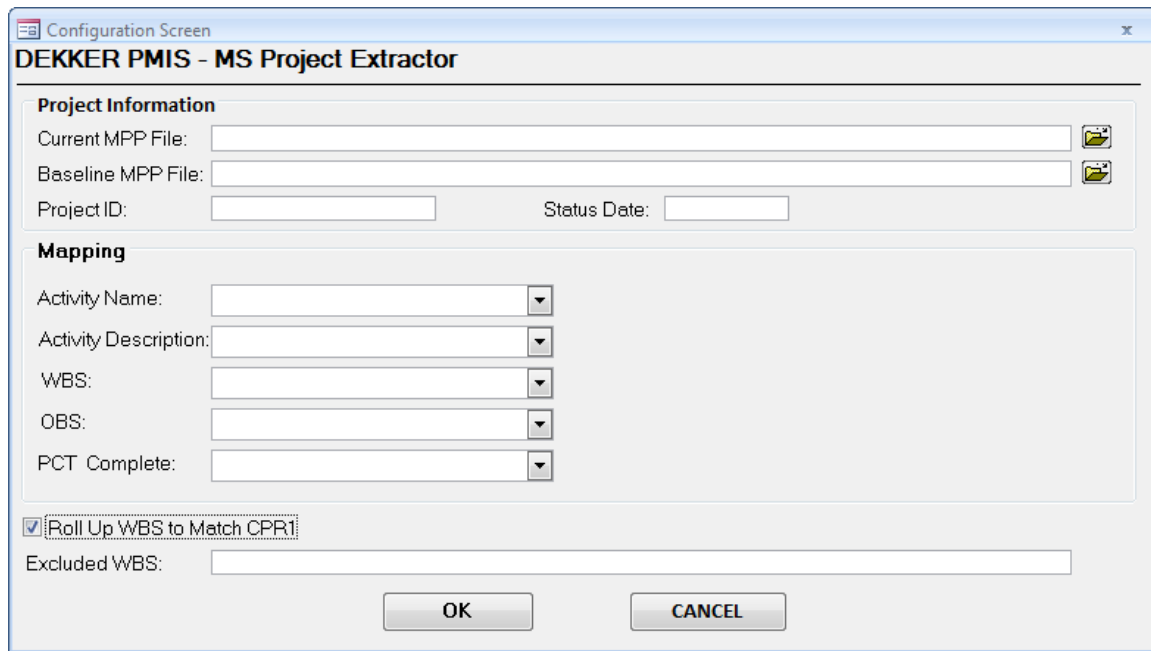 Configuration Screen
DEKKER PMIS - MS Project Extractor
Project Information
Current MPP File:
Baseline MPP File:
Project ID: Status Date:
Mapping
Activity Name:
Activity Description:
WBS:
OBS:
PCT Complete:
Roll Up WBS to Match CPR1
Excluded WBS:
OK CANCEL